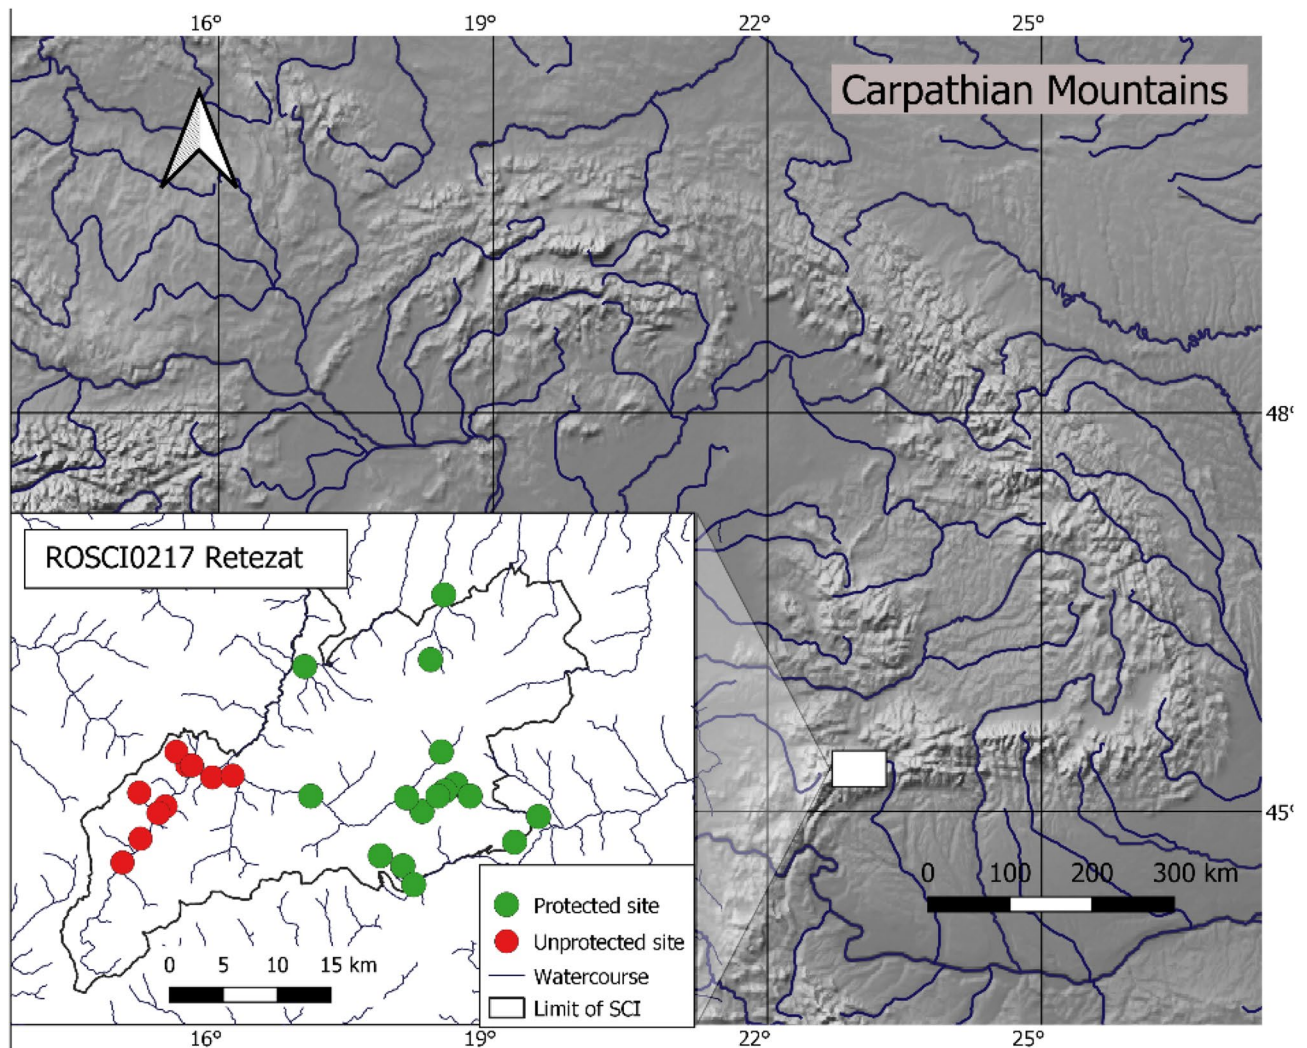 16°
19°
22°
25°
Carpathian Mountains
48°
ROSCI0217 Retezat
45°
0
100
200
300 km
Protected site
Unprotected site
Watercourse
Limit of SCI
0
5
10
15 km
16°
19°
22°
25°